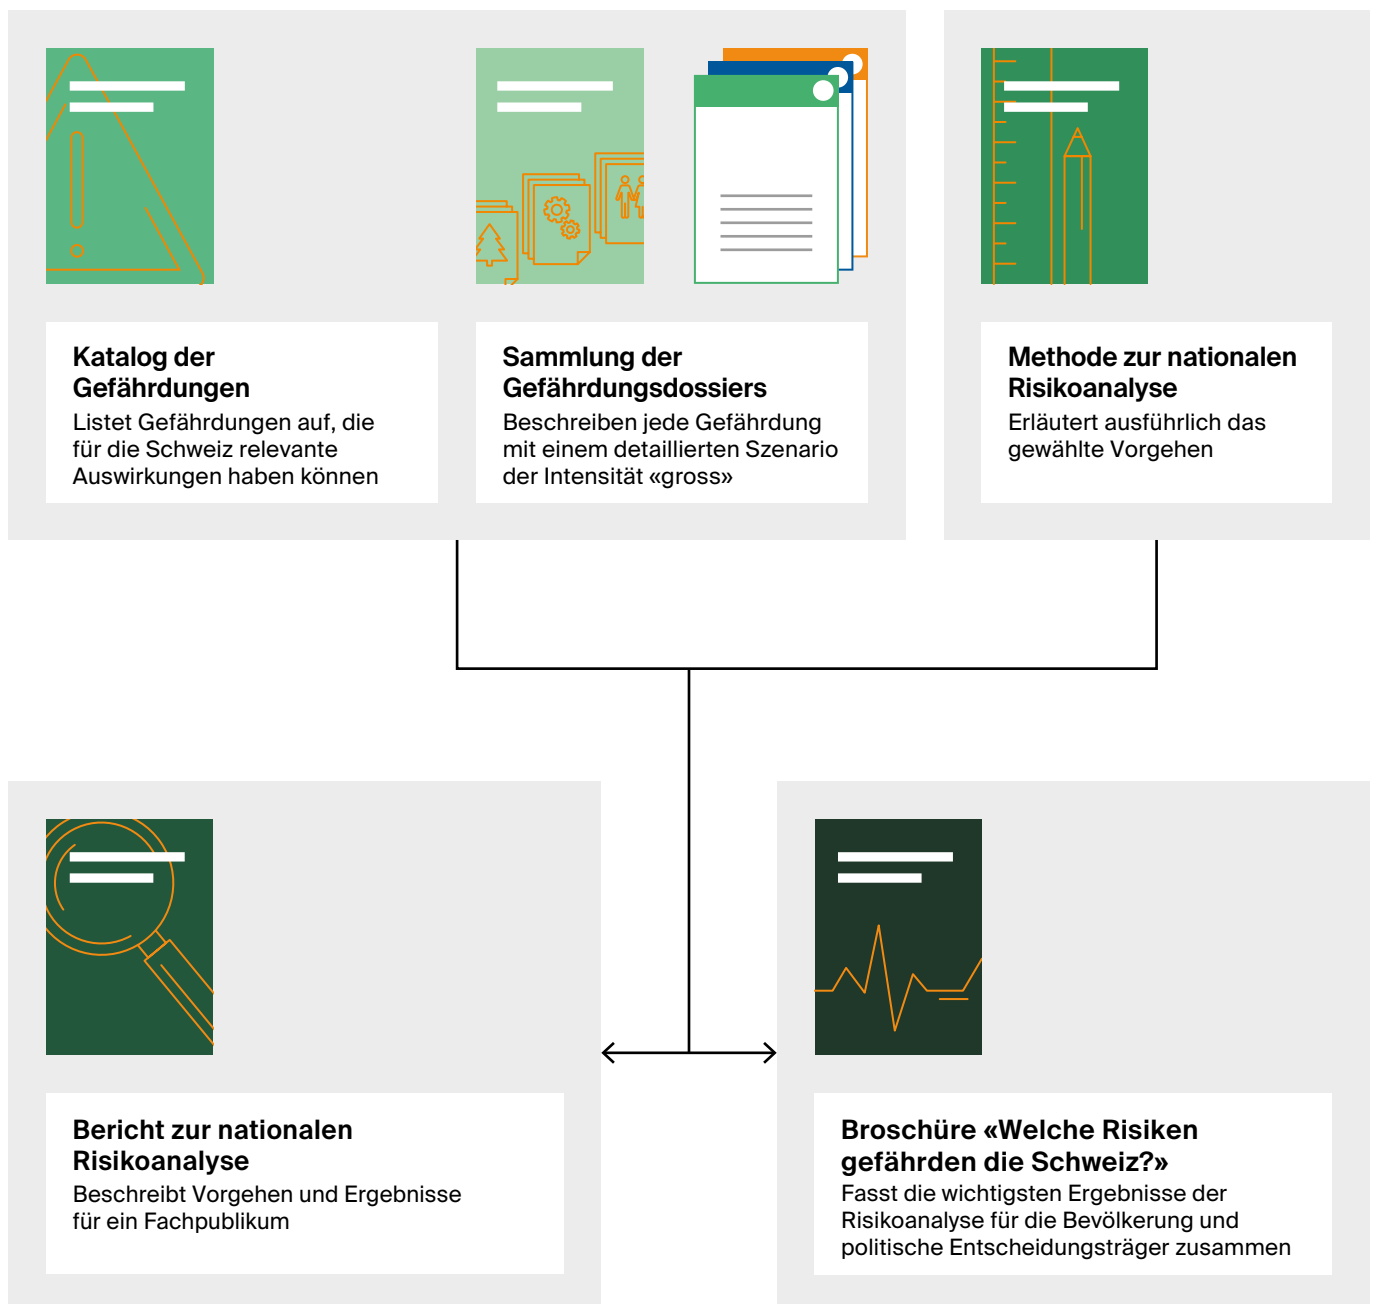 Katalog der
Gefährdungen
Listet Gefährdungen auf, die
für die Schweiz relevante
Auswirkungen haben können
Sammlung der
Gefährdungsdossiers
Beschreiben jede Gefährdung
mit einem detaillierten Szenario
der Intensität «gross»
Methode zur nationalen
Risikoanalyse
Erläutert ausführlich das
gewählte Vorgehen
Bericht zur nationalen
Risikoanalyse
Beschreibt Vorgehen und Ergebnisse
für ein Fachpublikum
Broschüre «Welche Risiken
gefährden die Schweiz?»
Fasst die wichtigsten Ergebnisse der
Risikoanalyse für die Bevölkerung und
politische Entscheidungsträger zusammen